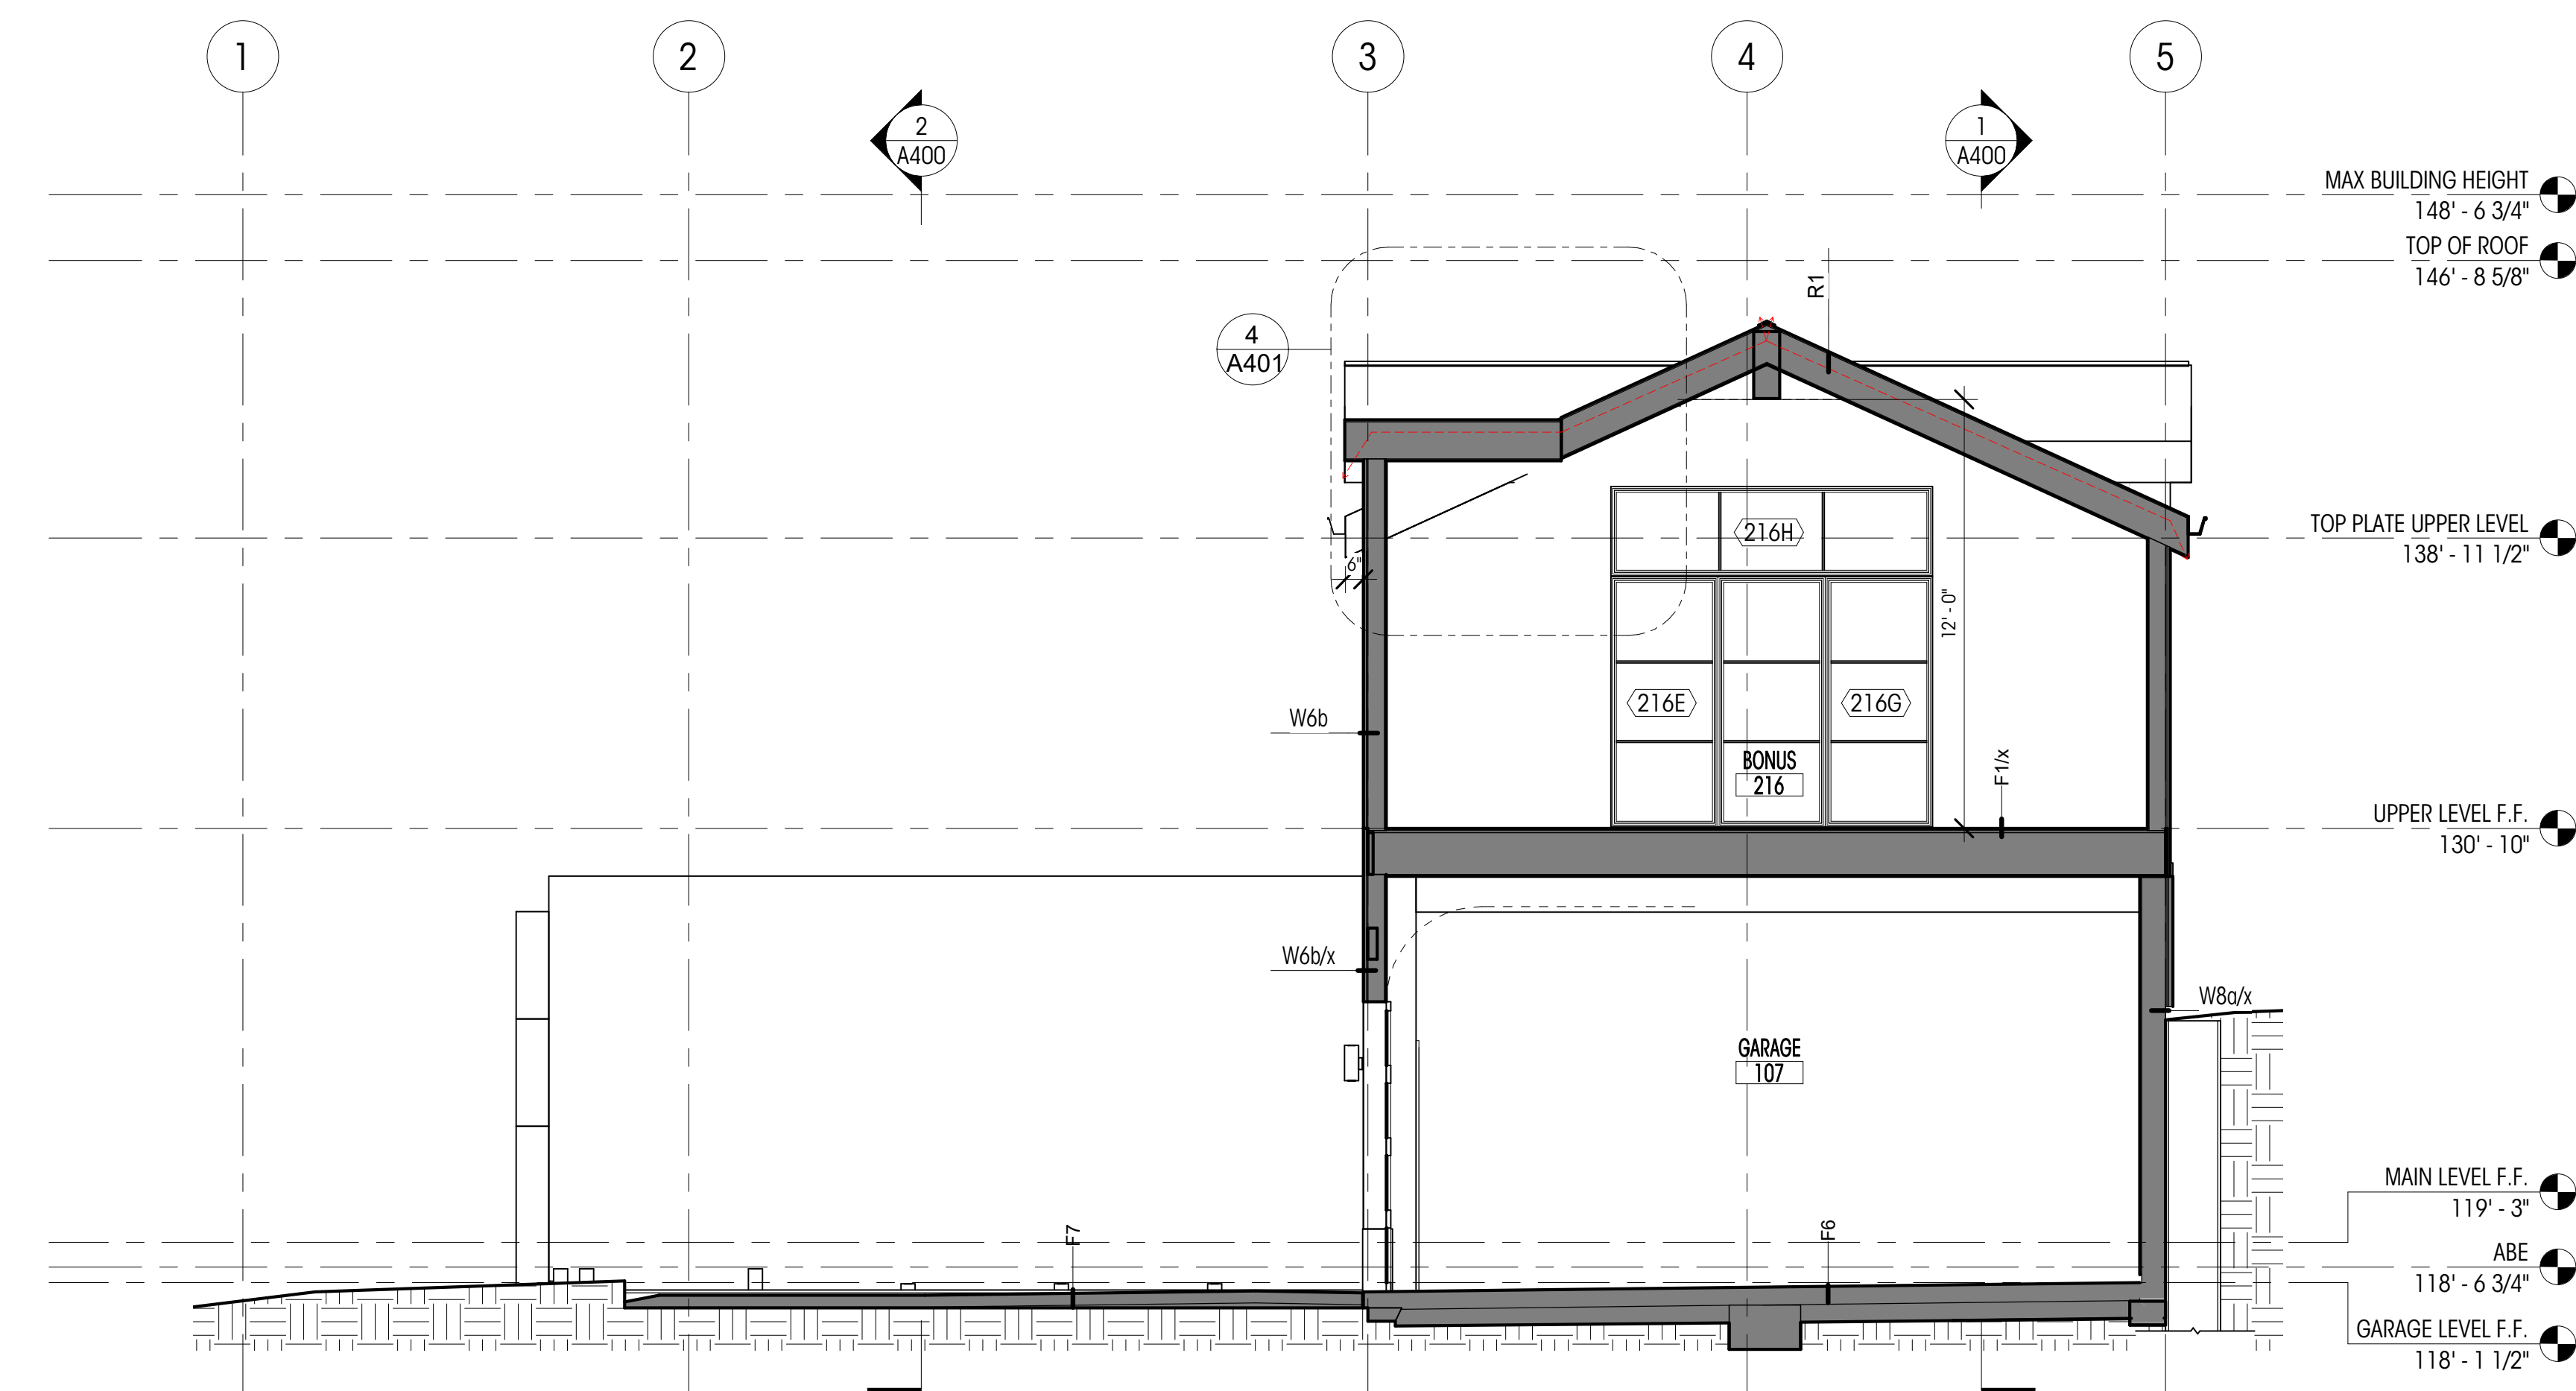 1
2
3
4
5
2
A400
1
A400
MAX BUILDING HEIGHT
148' - 6 3/4"
TOP OF ROOF
146' - 8 5/8"
R1
4
A401
TOP PLATE UPPER LEVEL
138' - 11 1/2"
216H
6"
12' - 0"
W6b
216E
216G
BONUS
216
F1/x
UPPER LEVEL F.F.
130' - 10"
W6b/x
W8a/x
GARAGE
107
MAIN LEVEL F.F.
119' - 3"
F7
F6
ABE
118' - 6 3/4"
GARAGE LEVEL F.F.
118' - 1 1/2"